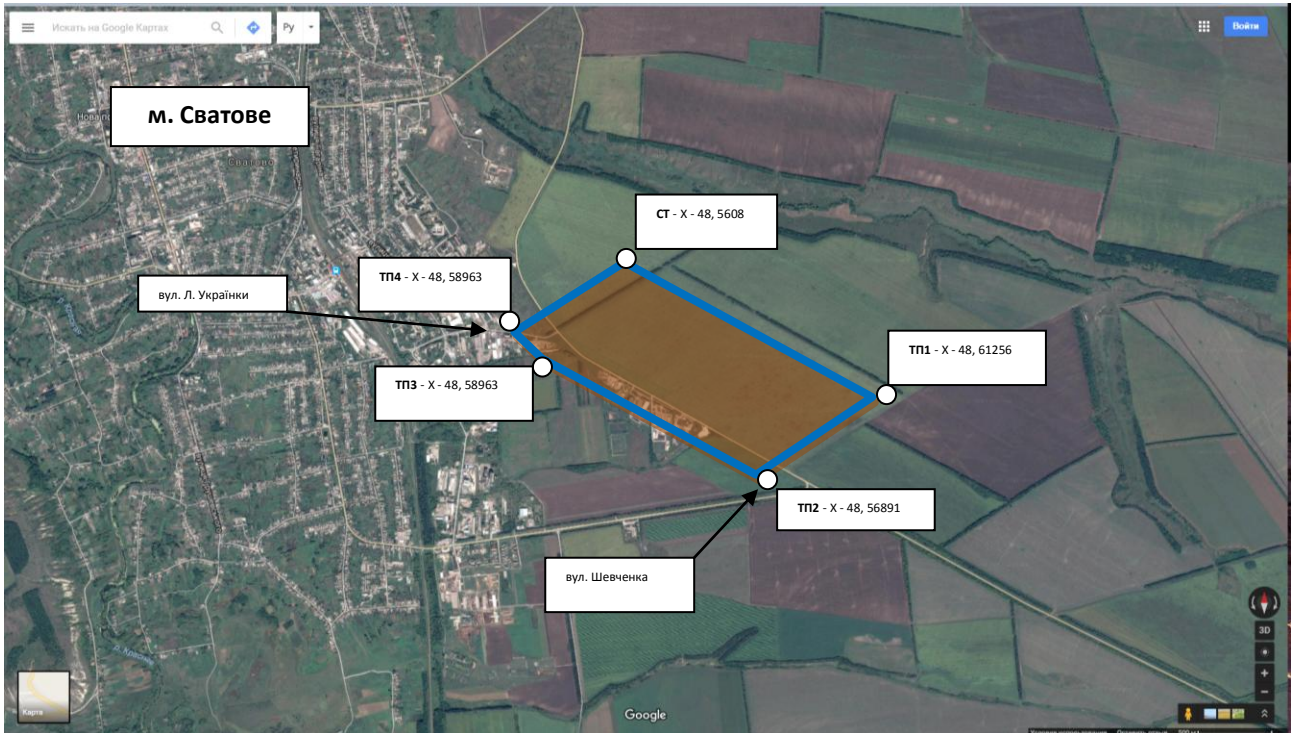 Искать на Google Картах
Ру
Войти
м. Сватове
Сватово
СТ - Х - 48, 5608
ТП4 - Х - 48, 58963
вул. Л. Українки
ТП1 - Х - 48, 61256
ТП3 - Х - 48, 58963
ТП2 - Х - 48, 56891
вул. Шевченка
3D
Карта
Google